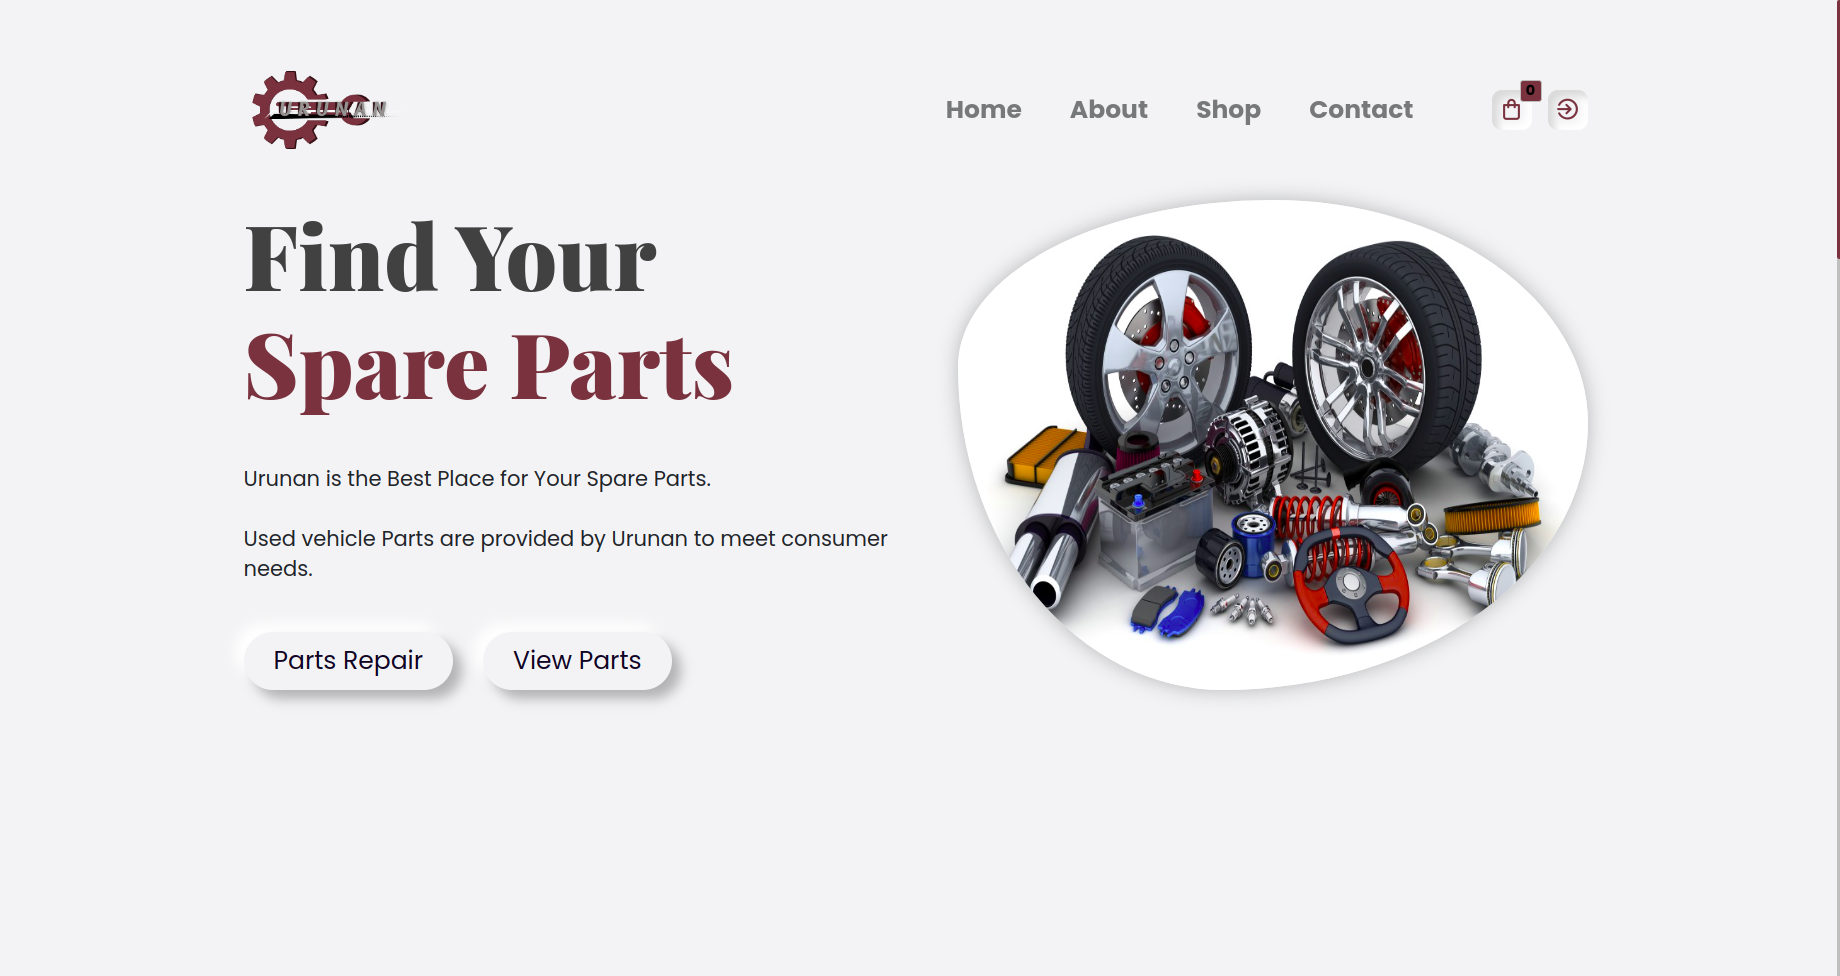 URUNAN
Home About Shop Contact
0
Find Your
Spare Parts
Urunan is the Best Place for Your Spare Parts.
Used vehicle Parts are provided by Urunan to meet consumer
needs.
Parts Repair View Parts